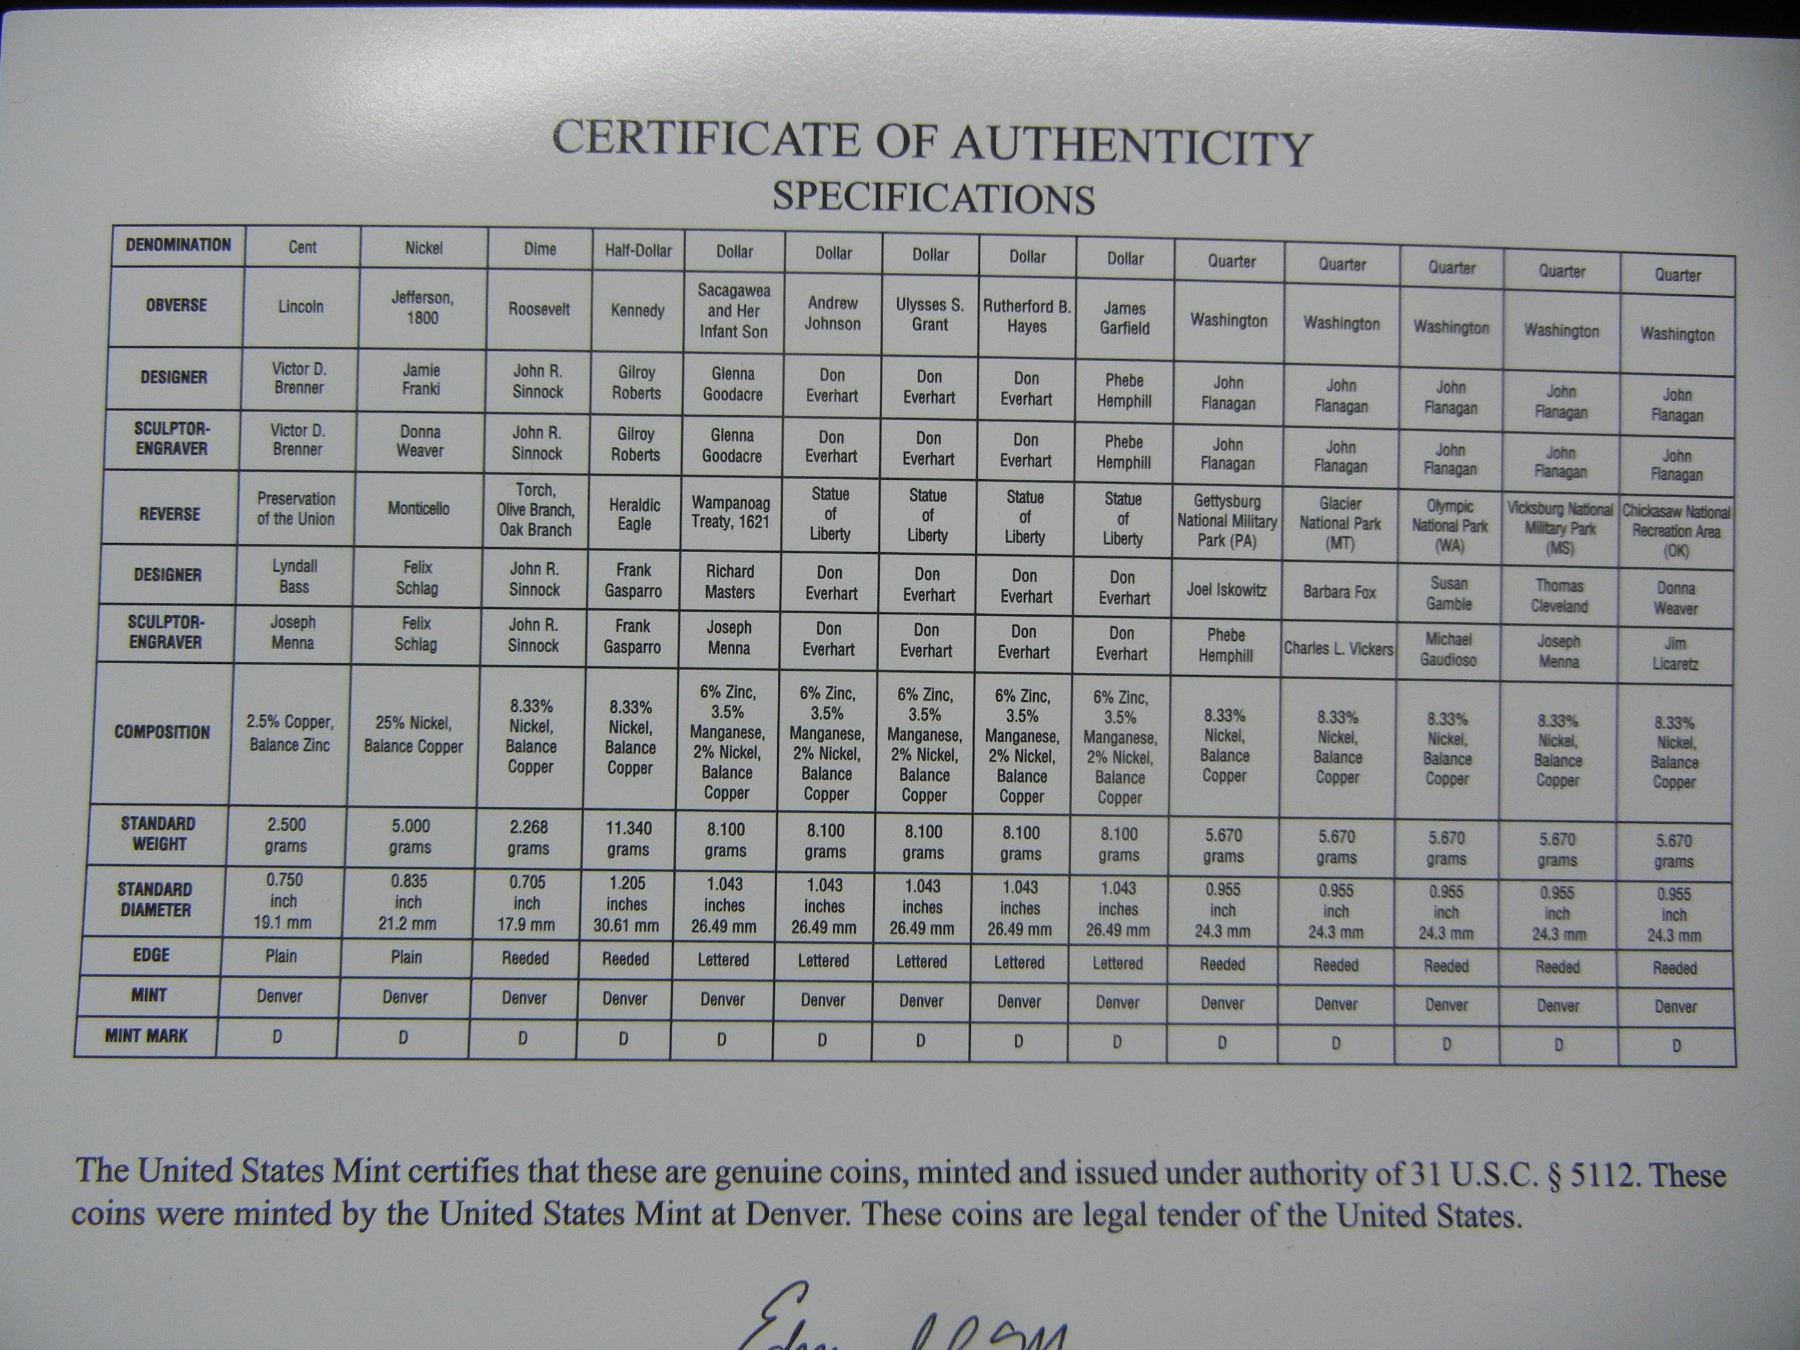 CERTIFICATE OF AUTHENTICITY
SPECIFICATIONS
DENOMINATION Cent Nickel Dime Half-Dollar Dollar Dollar Dollar Dollar Dollar Quarter Quarter Quarter Quarter Quarter
OBVERSE Lincoln Jefferson, 1800 Roosevelt Kennedy Sacagawea and Her Infant Son Andrew Johnson Ulysses S. Grant Rutherford B. Hayes James Garfield Washington Washington Washington Washington Washington
DESIGNER Victor D. Brenner Jamie Franki John R. Sinnock Gilroy Roberts Glenna Goodacre Don Everhart Don Everhart Don Everhart Phebe Hemphill John Flanagan John Flanagan John Flanagan John Flanagan John Flanagan
SCULPTOR-ENGRAVER Victor D. Brenner Donna Weaver John R. Sinnock Gilroy Roberts Glenna Goodacre Don Everhart Don Everhart Don Everhart Phebe Hemphill John Flanagan John Flanagan John Flanagan John Flanagan John Flanagan
REVERSE Preservation of the Union Monticello Torch, Olive Branch, Oak Branch Heraldic Eagle Wampanoag Treaty, 1621 Statue of Liberty Statue of Liberty Statue of Liberty Statue of Liberty Gettysburg National Military Park (PA) Glacier National Park (MT) Olympic National Park (WA) Vicksburg National Military Park (MS) Chickasaw National Recreation Area (OK)
DESIGNER Lyndall Bass Felix Schlag John R. Sinnock Frank Gasparro Richard Masters Don Everhart Don Everhart Don Everhart Don Everhart Joel Iskowitz Barbara Fox Susan Gamble Thomas Cleveland Donna Weaver
SCULPTOR-ENGRAVER Joseph Menna Felix Schlag John R. Sinnock Frank Gasparro Joseph Menna Don Everhart Don Everhart Don Everhart Don Everhart Phebe Hemphill Charles L. Vickers Michael Gaudioso Joseph Menna Jim Licaretz
COMPOSITION 2.5% Copper, Balance Zinc 25% Nickel, Balance Copper 8.33% Nickel, Balance Copper 8.33% Nickel, Balance Copper 6% Zinc, 3.5% Manganese, 2% Nickel, Balance Copper 6% Zinc, 3.5% Manganese, 2% Nickel, Balance Copper 6% Zinc, 3.5% Manganese, 2% Nickel, Balance Copper 6% Zinc, 3.5% Manganese, 2% Nickel, Balance Copper 6% Zinc, 3.5% Manganese, 2% Nickel, Balance Copper 8.33% Nickel, Balance Copper 8.33% Nickel, Balance Copper 8.33% Nickel, Balance Copper 8.33% Nickel, Balance Copper 8.33% Nickel, Balance Copper
STANDARD WEIGHT 2.500 grams 5.000 grams 2.268 grams 11.340 grams 8.100 grams 8.100 grams 8.100 grams 8.100 grams 8.100 grams 5.670 grams 5.670 grams 5.670 grams 5.670 grams 5.670 grams
STANDARD DIAMETER 0.750 inch 19.1 mm 0.835 inch 21.2 mm 0.705 inch 17.9 mm 1.205 inches 30.61 mm 1.043 inches 26.49 mm 1.043 inches 26.49 mm 1.043 inches 26.49 mm 1.043 inches 26.49 mm 1.043 inches 26.49 mm 0.955 inch 24.3 mm 0.955 inch 24.3 mm 0.955 inch 24.3 mm 0.955 inch 24.3 mm 0.955 inch 24.3 mm
EDGE Plain Plain Reeded Reeded Lettered Lettered Lettered Lettered Lettered Reeded Reeded Reeded Reeded Reeded
MINT Denver Denver Denver Denver Denver Denver Denver Denver Denver Denver Denver Denver Denver Denver
MINT MARK D D D D D D D D D D D D D D
The United States Mint certifies that these are genuine coins, minted and issued under authority of 31 U.S.C. § 5112. These
coins were minted by the United States Mint at Denver. These coins are legal tender of the United States.